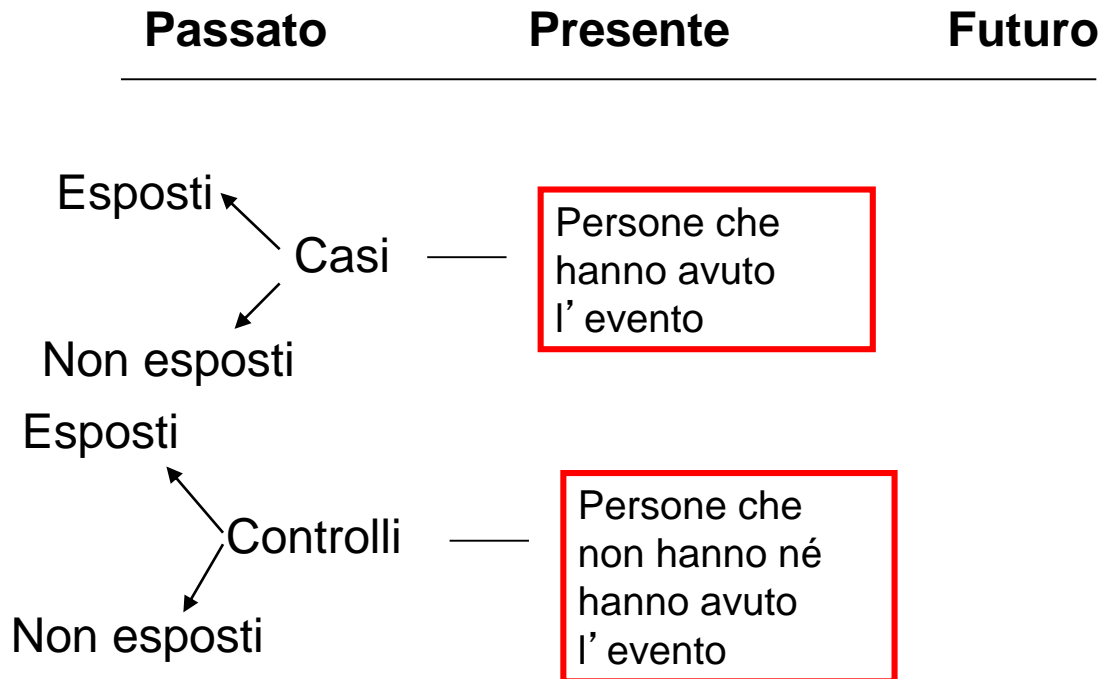 Passato Presente Futuro
Esposti
Casi
Non esposti
Persone che
hanno avuto
l’ evento
Esposti
Controlli
Non esposti
Persone che
non hanno né
hanno avuto
l’ evento